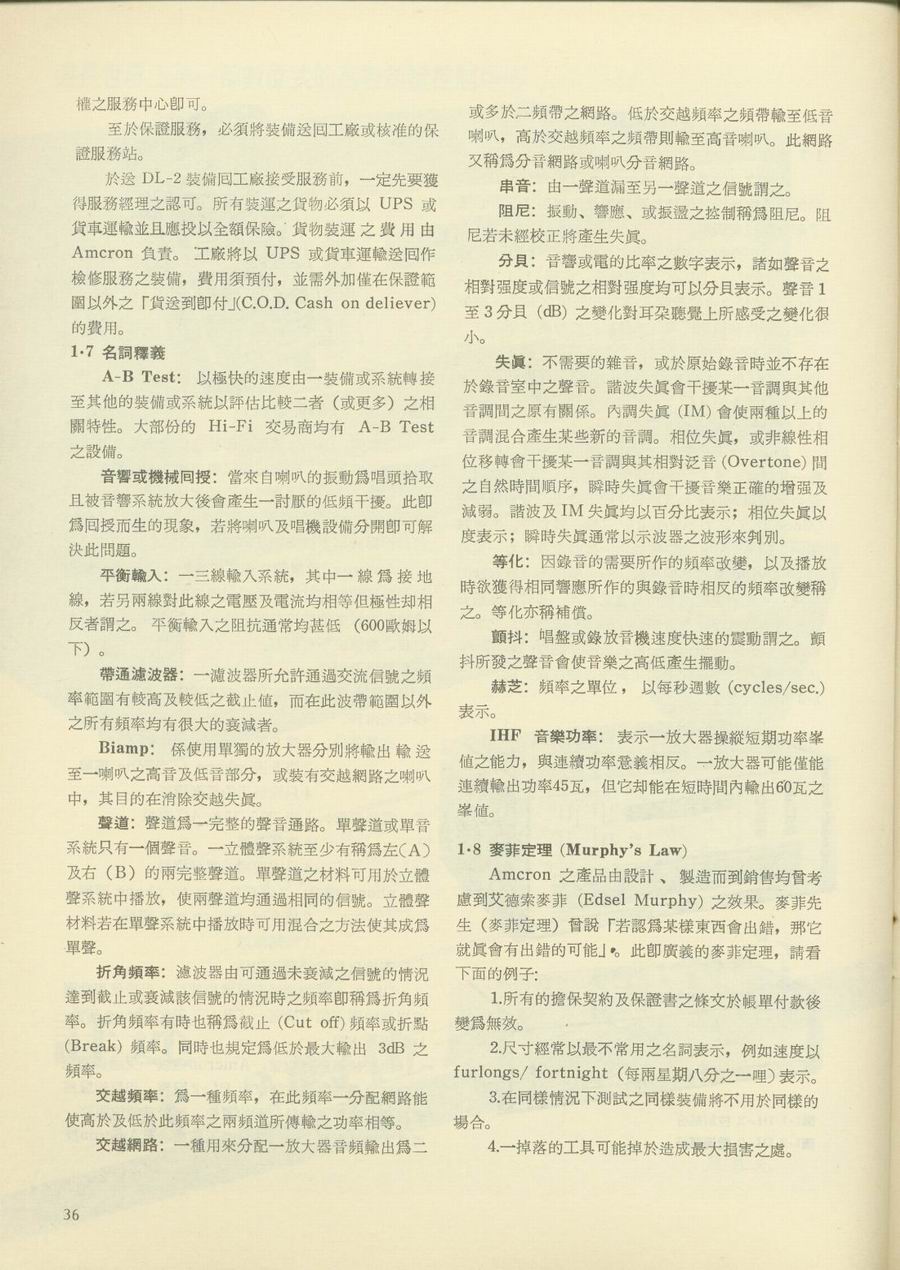 權之服務中心卽可。
至於保證服務，必須將裝備送囘工廠或核准的保
證服務站。
於送 DL-2 裝備囘工廠接受服務前，一定先要獲
得服務經理之認可。所有裝運之貨物必須以 UPS 或
貨車運輸並且應投以全額保險。貨物裝運之費用由
Amcron 負責。工廠將以 UPS 或貨車運輸送囘作
檢修服務之裝備，費用須預付，並需外加僅在保證範
圍以外之「貨送到卽付」(C.O.D. Cash on deliever)
的費用。
1·7 名詞釋義
A-B Test： 以極快的速度由一裝備或系統轉接
至其他的裝備或系統以評估比較二者（或更多）之相
關特性。大部份的 Hi-Fi 交易商均有 A-B Test
之設備。
音響或機械囘授：當來自喇叭的振動爲唱頭拾取
且被音響系統放大後會產生一討厭的低頻干擾。此卽
爲囘授而生的現象，若將喇叭及唱機設備分開卽可解
決此問題。
平衡輸入：一三線輸入系統，其中一線爲接地
線，若另兩線對此線之電壓及電流均相等但極性却相
反者謂之。平衡輸入之阻抗通常均甚低（600歐姆以
下）。
帶通濾波器：一濾波器所允許通過交流信號之頻
率範圍有較高及較低之截止値，而在此波帶範圍以外
之所有頻率均有很大的衰減者。
Biamp： 係使用單獨的放大器分別將輸出輸送
至一喇叭之高音及低音部分，或裝有交越網路之喇叭
中，其目的在消除交越失眞。
聲道：聲道爲一完整的聲音通路。單聲道或單音
系統只有一個聲音。一立體聲系統至少有稱爲左(A)
及右（B）的兩完整聲道。單聲道之材料可用於立體
聲系統中播放，使兩聲道均通過相同的信號。立體聲
材料若在單聲系統中播放時可用混合之方法使其成爲
單聲。
折角頻率：濾波器由可通過未衰減之信號的情況
達到截止或衰減該信號的情況時之頻率卽稱爲折角頻
率。折角頻率有時也稱爲截止 (Cut off) 頻率或折點
(Break) 頻率。同時也規定爲低於最大輸出 3dB 之
頻率。
交越頻率：爲一種頻率，在此頻率一分配網路能
使高於及低於此頻率之兩頻道所傳輸之功率相等。
交越網路：一種用來分配一放大器音頻輸出爲二
或多於二頻帶之網路。低於交越頻率之頻帶輸至低音
喇叭，高於交越頻率之頻帶則輸至高音喇叭。此網路
又稱爲分音網路或喇叭分音網路。
串音：由一聲道漏至另一聲道之信號謂之。
阻尼：振動、響應、或振盪之控制稱爲阻尼。阻
尼若未經校正將產生失眞。
分貝：音響或電的比率之數字表示，諸如聲音之
相對强度或信號之相對强度均可以分貝表示。聲音 1
至 3 分貝（dB）之變化對耳朶聽覺上所感受之變化很
小。
失眞：不需要的雜音，或於原始錄音時並不存在
於錄音室中之聲音。諧波失眞會干擾某一音調與其他
音調間之原有關係。內調失眞 (IM) 會使兩種以上的
音調混合產生某些新的音調。相位失眞，或非線性相
位移轉會干擾某一音調與其相對泛音 (Overtone) 間
之自然時間順序，瞬時失眞會干擾音樂正確的增强及
減弱。諧波及 IM 失眞均以百分比表示；相位失眞以
度表示；瞬時失眞通常以示波器之波形來判別。
等化：因錄音的需要所作的頻率改變，以及播放
時欲獲得相同響應所作的與錄音時相反的頻率改變稱
之。等化亦稱補償。
顫抖：唱盤或錄放音機速度快速的震動謂之。顫
抖所發之聲音會使音樂之高低產生擺動。
赫芝：頻率之單位，以每秒週數 (cycles/sec.)
表示。
IHF 音樂功率： 表示一放大器操縱短期功率峯
値之能力，與連續功率意義相反。一放大器可能僅能
連續輸出功率45瓦，但它却能在短時間內輸出60瓦之
峯値。
1·8 麥菲定理 (Murphy's Law)
Amcron 之產品由設計、製造而到銷售均曾考
慮到艾德索麥菲 (Edsel Murphy) 之效果。麥菲先
生（麥菲定理）曾說「若認爲某樣東西會出錯，那它
就眞會有出錯的可能」。此卽廣義的麥菲定理，請看
下面的例子:
1.所有的擔保契約及保證書之條文於帳單付款後
變爲無效。
2.尺寸經常以最不常用之名詞表示，例如速度以
furlongs/ fortnight（每兩星期八分之一哩）表示。
3.在同樣情況下測試之同樣裝備將不用於同樣的
場合。
4.一掉落的工具可能掉於造成最大損害之處。
36